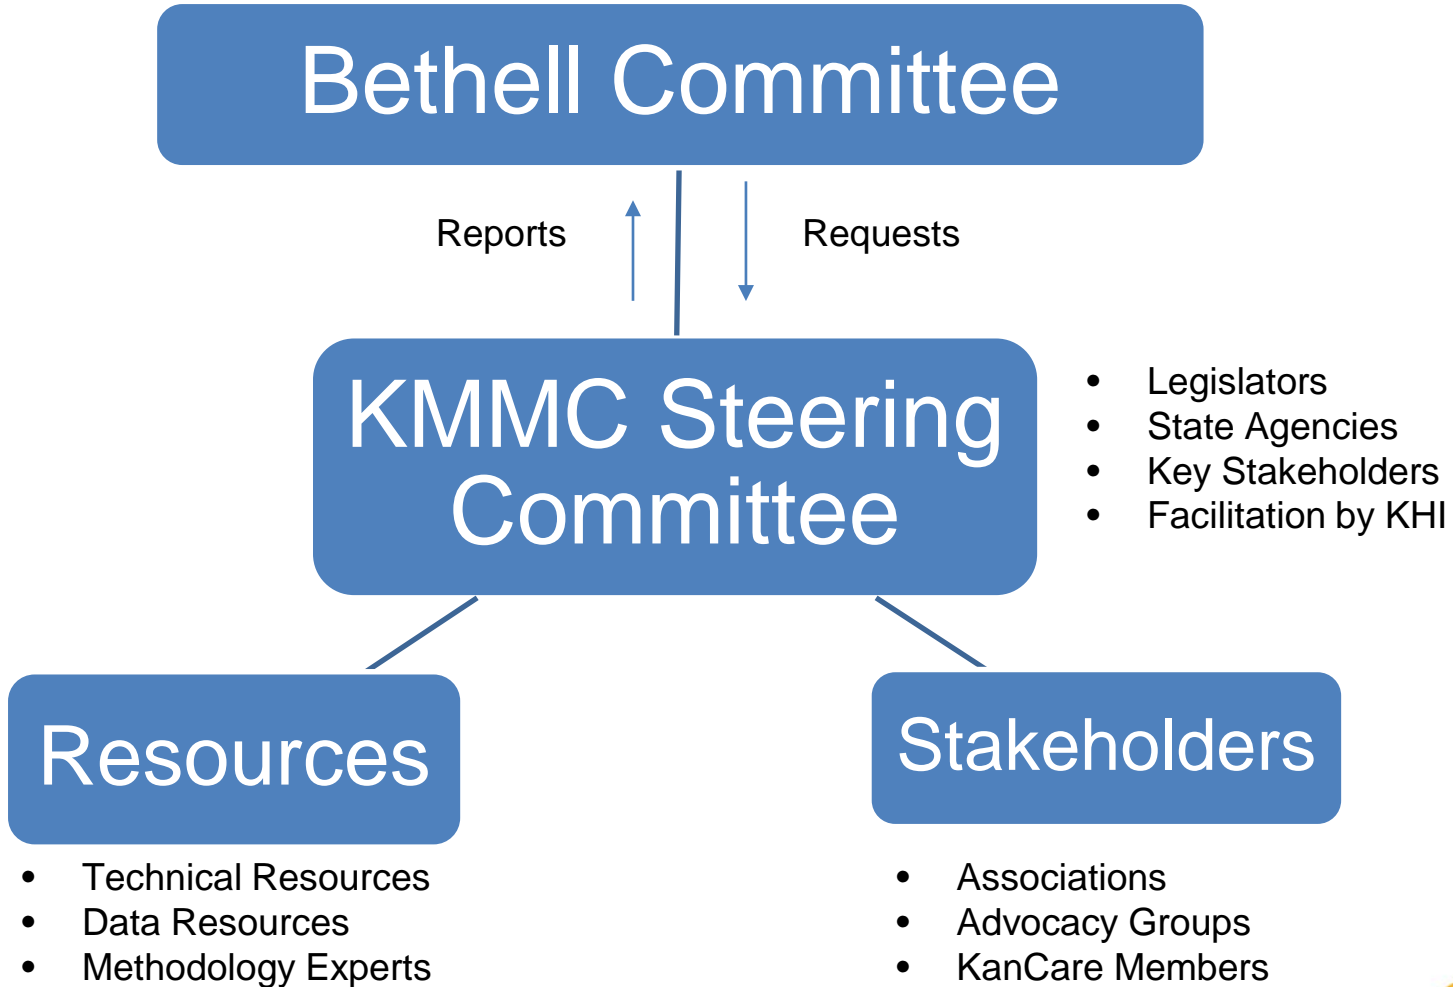 Bethell Committee
Reports
Requests
KMMC Steering
Committee
• Legislators
• State Agencies
• Key Stakeholders
• Facilitation by KHI
Resources
• Technical Resources
• Data Resources
• Methodology Experts
Stakeholders
• Associations
• Advocacy Groups
• KanCare Members